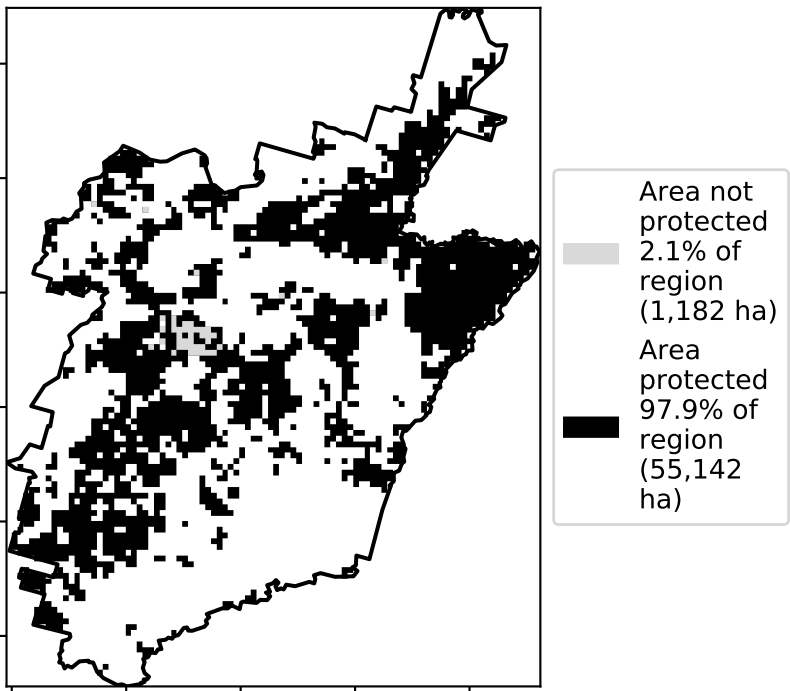 Area not
protected
2.1% of
region
(1,182 ha)
Area
protected
97.9% of
region
(55,142
ha)